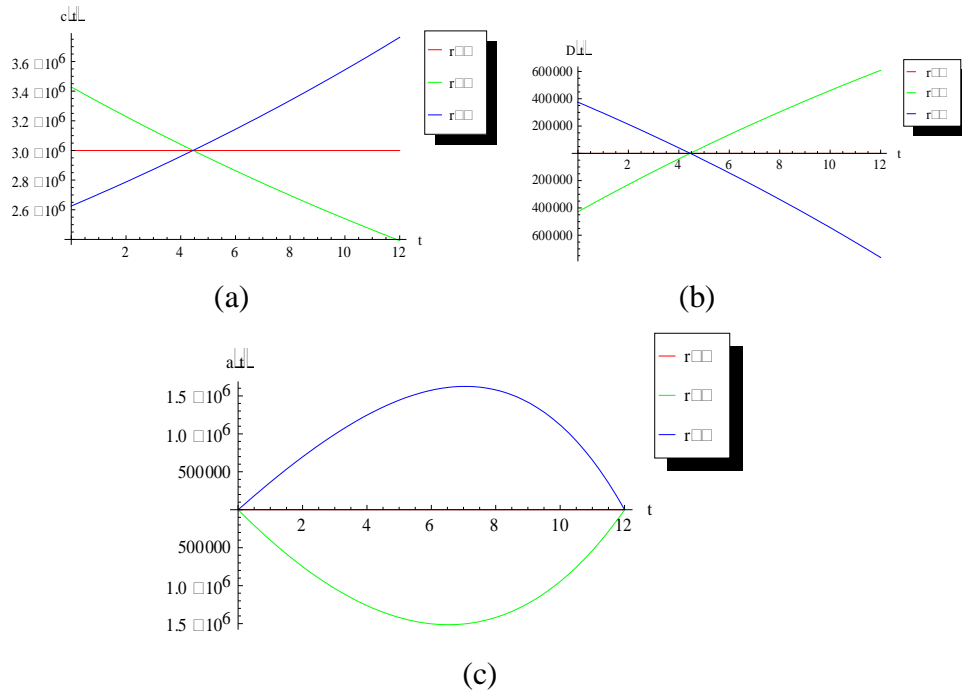 c□t□
3.6 □10^6
3.4 □10^6
3.2 □10^6
3.0 □10^6
2.8 □10^6
2.6 □10^6
2 4 6 8 10 12 t
r□□
r□□
r□□
(a)
D□t□
600000
400000
200000
200000
400000
600000
2 4 6 8 10 12 t
r□□
r□□
r□□
(b)
a□t□
1.5 □10^6
1.0 □10^6
500000
500000
1.0 □10^6
1.5 □10^6
2 4 6 8 10 12 t
r□□
r□□
r□□
(c)